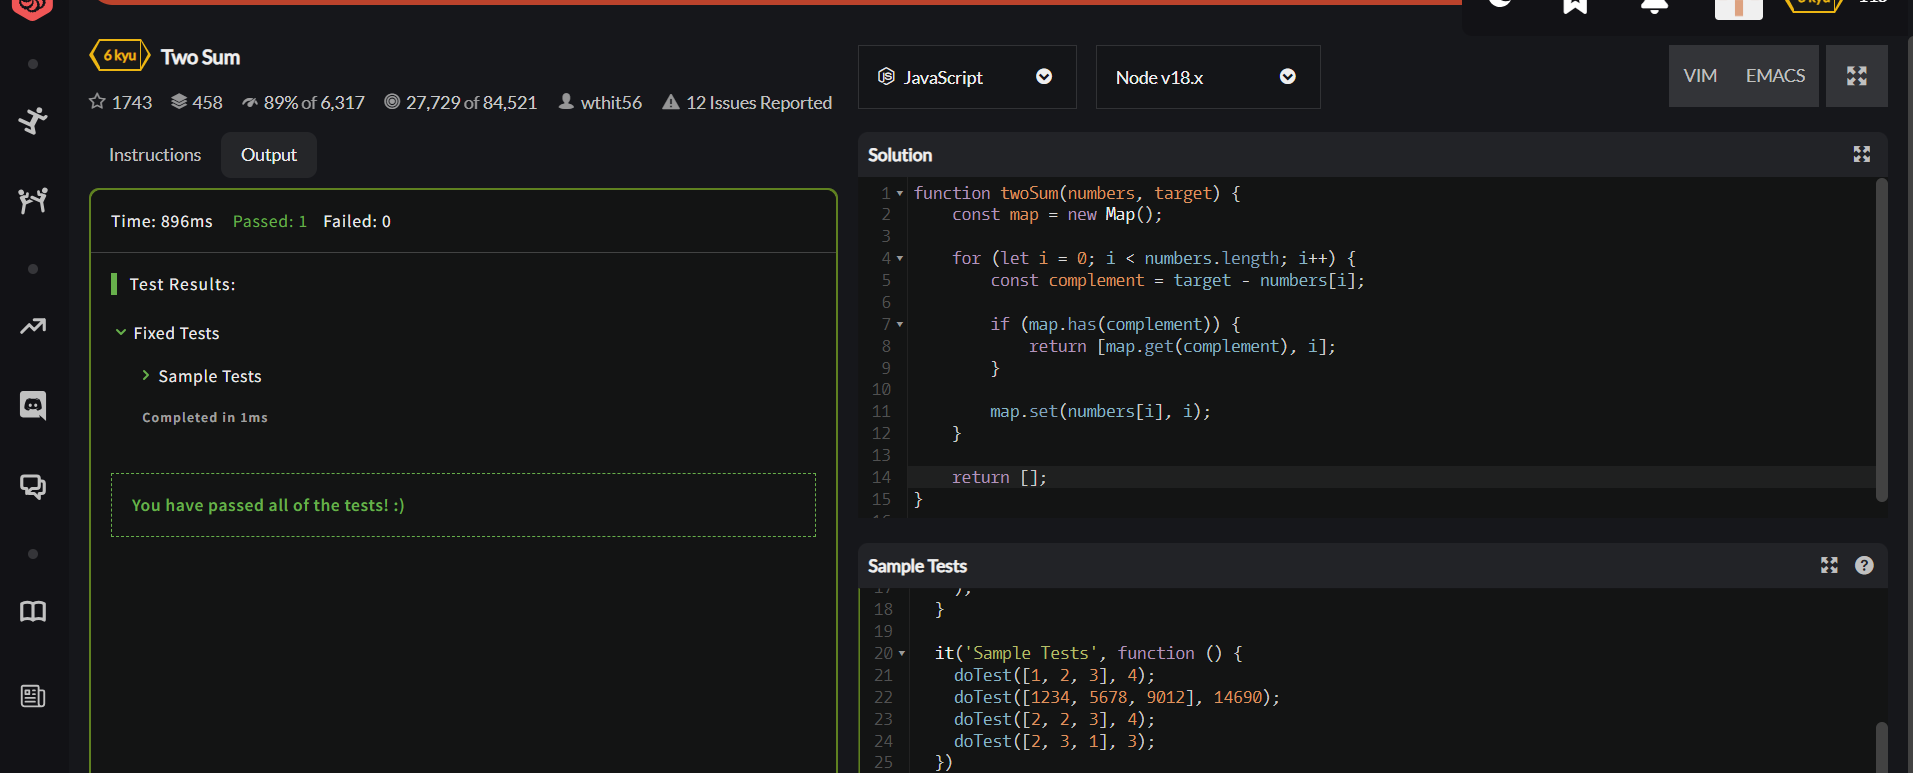 6 kyu Two Sum
1743 458 89% of 6,317 27,729 of 84,521 wthit56 12 Issues Reported
Instructions Output
Time: 896ms Passed: 1 Failed: 0
Test Results:
Fixed Tests
Sample Tests
Completed in 1ms
You have passed all of the tests! :)
JavaScript Node v18.x VIM EMACS
Solution
1 function twoSum(numbers, target) {
2     const map = new Map();
3
4     for (let i = 0; i < numbers.length; i++) {
5         const complement = target - numbers[i];
6
7         if (map.has(complement)) {
8             return [map.get(complement), i];
9         }
10
11         map.set(numbers[i], i);
12     }
13
14     return [];
15 }
Sample Tests ?
17     );
18   }
19
20   it('Sample Tests', function () {
21     doTest([1, 2, 3], 4);
22     doTest([1234, 5678, 9012], 14690);
23     doTest([2, 2, 3], 4);
24     doTest([2, 3, 1], 3);
25   })